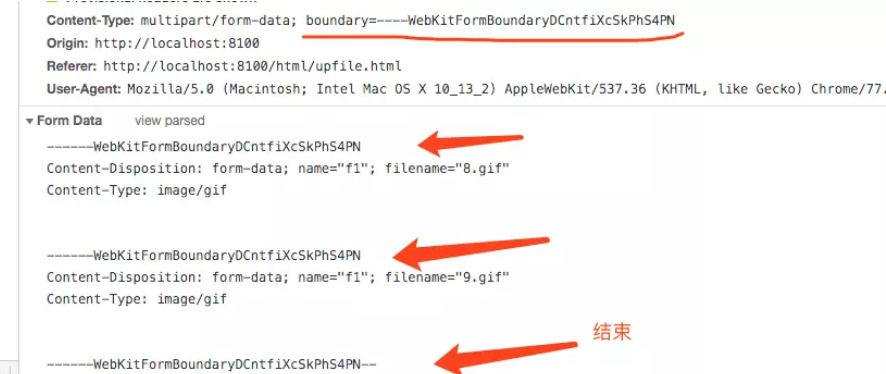 Content-Type: multipart/form-data; boundary=----WebKitFormBoundaryDCntfiXcSkPhS4PN
Origin: http://localhost:8100
Referer: http://localhost:8100/html/upfile.html
User-Agent: Mozilla/5.0 (Macintosh; Intel Mac OS X 10_13_2) AppleWebKit/537.36 (KHTML, like Gecko) Chrome/77.
Form Data view parsed
------WebKitFormBoundaryDCntfiXcSkPhS4PN
Content-Disposition: form-data; name="f1"; filename="8.gif"
Content-Type: image/gif
------WebKitFormBoundaryDCntfiXcSkPhS4PN
Content-Disposition: form-data; name="f1"; filename="9.gif"
Content-Type: image/gif
结束
------WebKitFormBoundaryDCntfiXcSkPhS4PN--